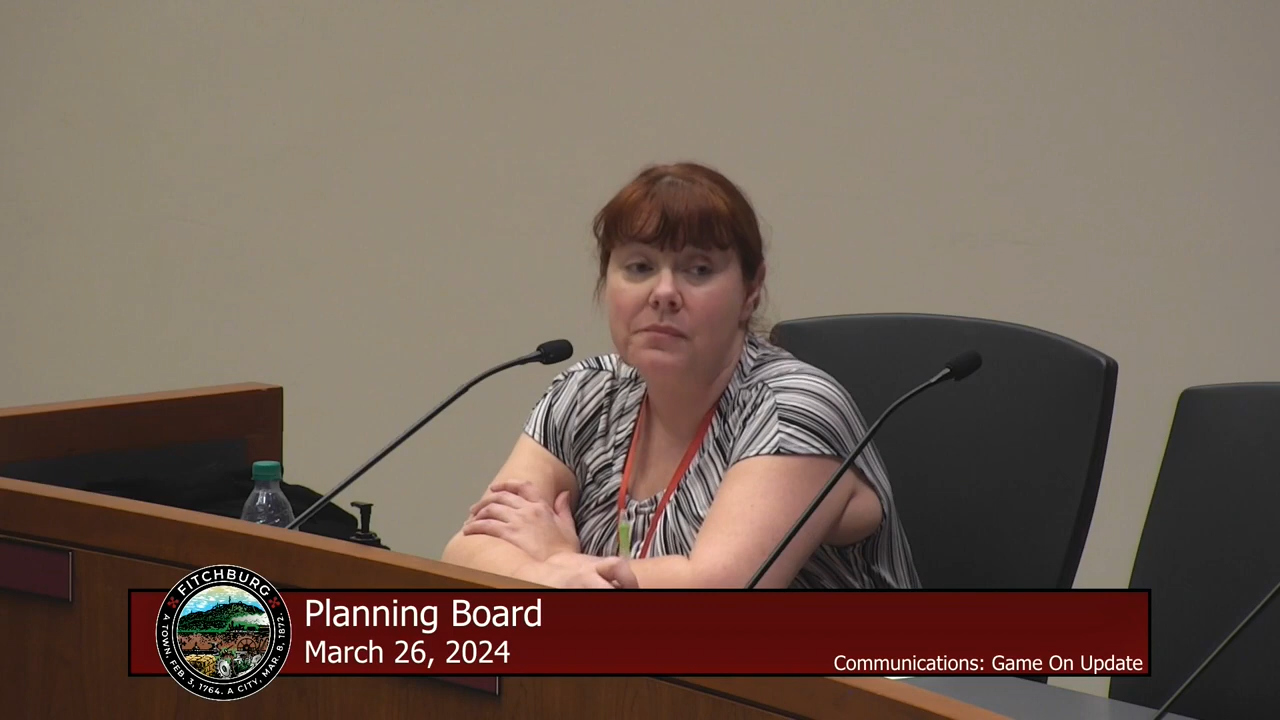 FITCHBURG
A TOWN. FEB. 3, 1764. A CITY, MAR. 8, 1872.
Planning Board
March 26, 2024
Communications: Game On Update